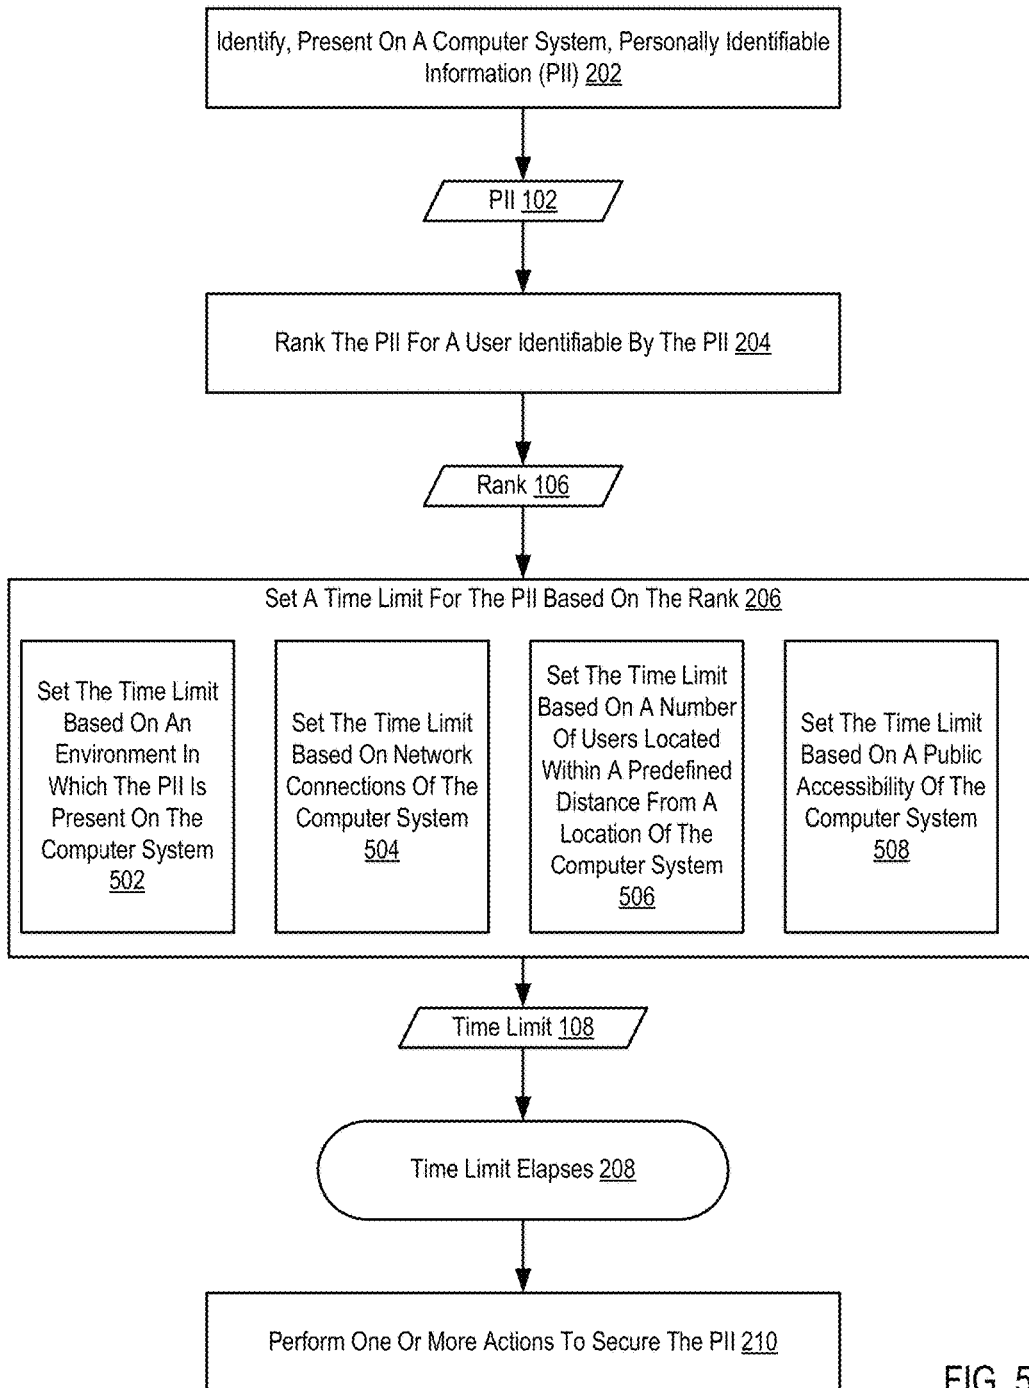 Identify, Present On A Computer System, Personally Identifiable
Information (PII) 202
PII 102
Rank The PII For A User Identifiable By The PII 204
Rank 106
Set A Time Limit For The PII Based On The Rank 206
Set The Time Limit
Based On An
Environment In
Which The PII Is
Present On The
Computer System
502
Set The Time Limit
Based On Network
Connections Of The
Computer System
504
Set The Time Limit
Based On A Number
Of Users Located
Within A Predefined
Distance From A
Location Of The
Computer System
506
Set The Time Limit
Based On A Public
Accessibility Of The
Computer System
508
Time Limit 108
Time Limit Elapses 208
Perform One Or More Actions To Secure The PII 210
FIG. 5